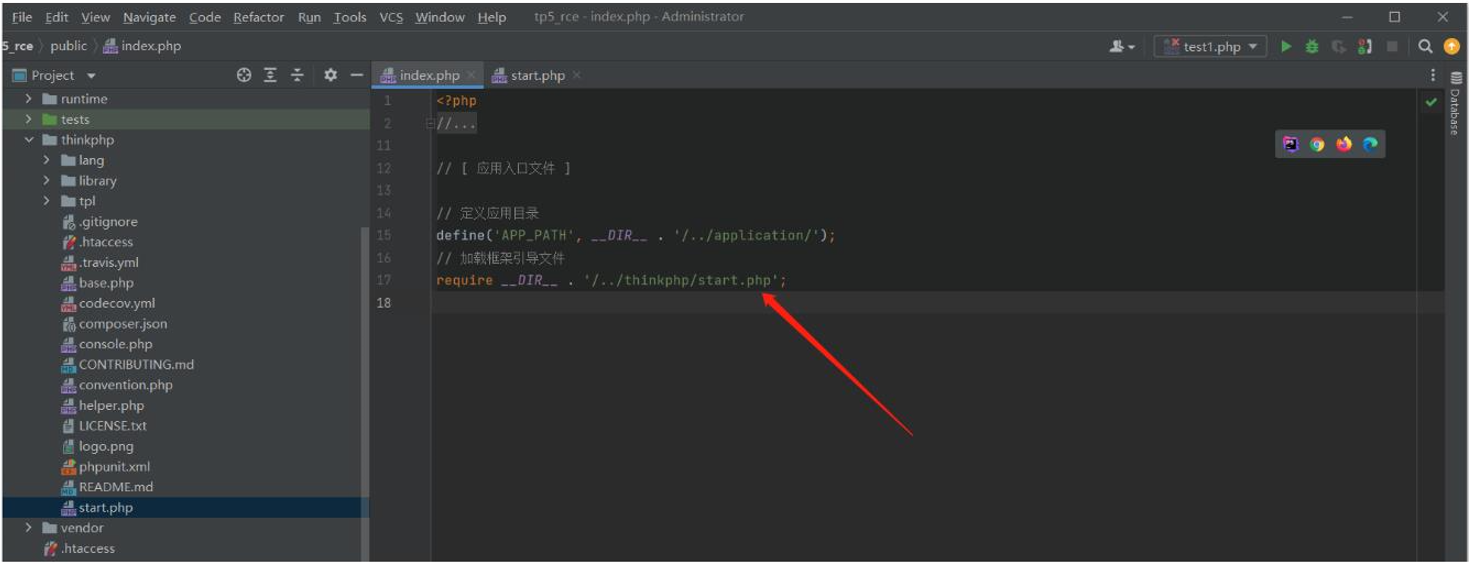 File Edit View Navigate Code Refactor Run Tools VCS Window Help tp5_rce - index.php - Administrator
5_rce public index.php test1.php
Project index.php start.php
runtime
tests
thinkphp
lang
library
tpl
.gitignore
.htaccess
.travis.yml
base.php
codecov.yml
composer.json
console.php
CONTRIBUTING.md
convention.php
helper.php
LICENSE.txt
logo.png
phpunit.xml
README.md
start.php
vendor
.htaccess
1 <?php
2 //...
11
12 // [ 应用入口文件 ]
13
14 // 定义应用目录
15 define('APP_PATH', __DIR__ . '/../application/');
16 // 加载框架引导文件
17 require __DIR__ . '/../thinkphp/start.php';
18
Database